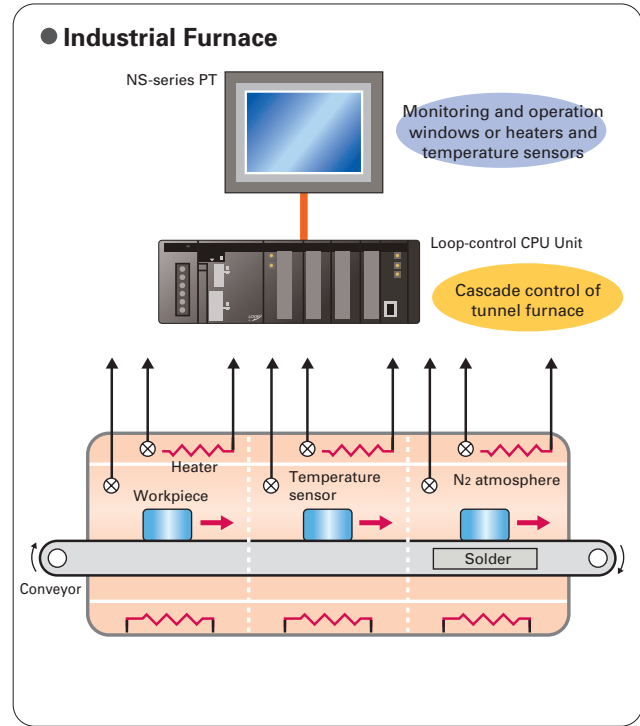 Industrial Furnace
NS-series PT
Monitoring and operation
windows or heaters and
temperature sensors
Loop-control CPU Unit
Cascade control of
tunnel furnace
Heater
Temperature
sensor
N2 atmosphere
Workpiece
Solder
Conveyor